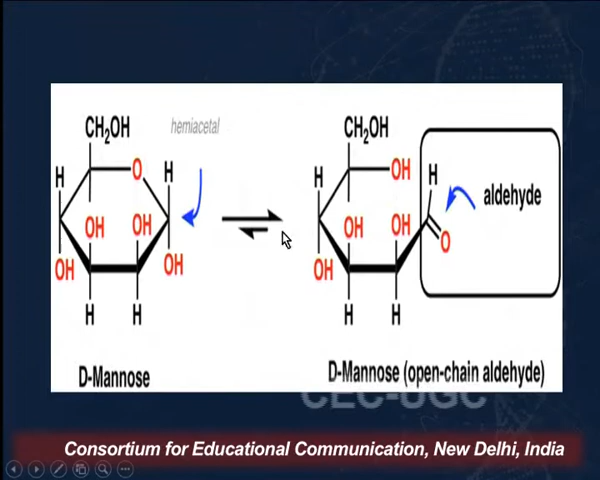 CH2OH
hemiacetal
H
O
H
OH
OH
OH
OH
H
H
D-Mannose
CH2OH
H
OH
H
aldehyde
OH
OH
O
OH
H
H
D-Mannose (open-chain aldehyde)
CEC-UGC
Consortium for Educational Communication, New Delhi, India